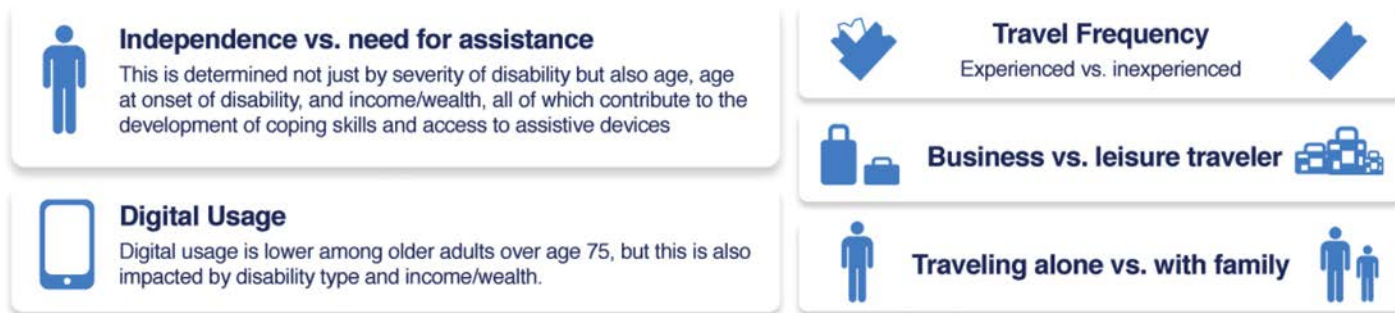 Independence vs. need for assistance
This is determined not just by severity of disability but also age, age
at onset of disability, and income/wealth, all of which contribute to the
development of coping skills and access to assistive devices
Digital Usage
Digital usage is lower among older adults over age 75, but this is also
impacted by disability type and income/wealth.
Travel Frequency
Experienced vs. inexperienced
Business vs. leisure traveler
Traveling alone vs. with family